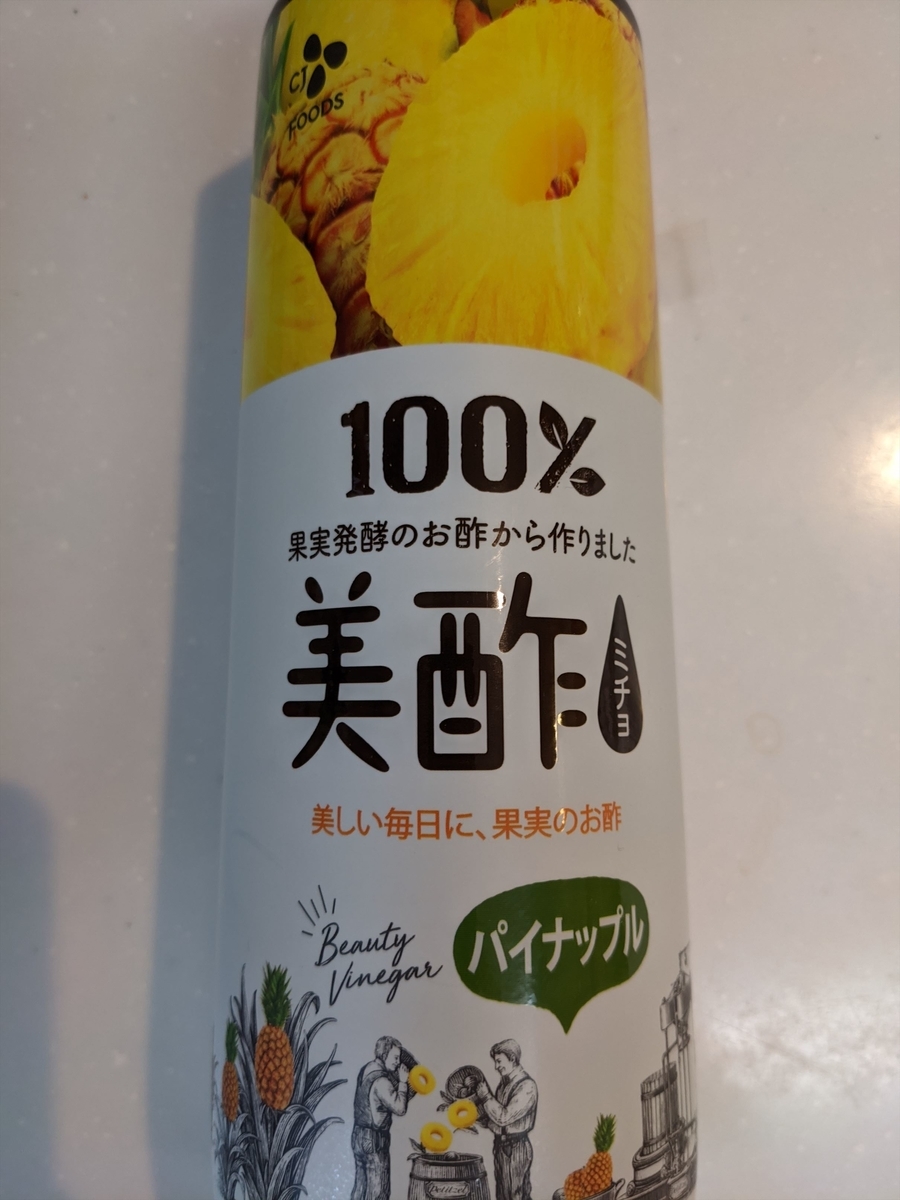 CJ
FOODS
100%
果実発酵のお酢から作りました
美酢
ミチョ
美しい毎日に、果実のお酢
Beauty
Vinegar
パイナップル
Petitzel